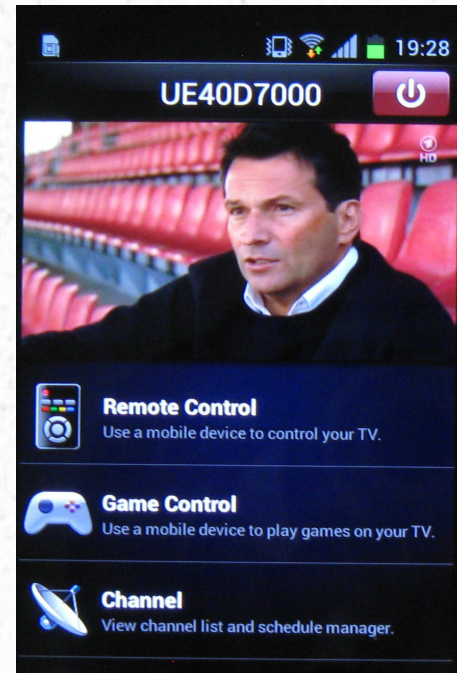 19:28
UE40D7000
1
HD
Remote Control
Use a mobile device to control your TV.
Game Control
Use a mobile device to play games on your TV.
Channel
View channel list and schedule manager.